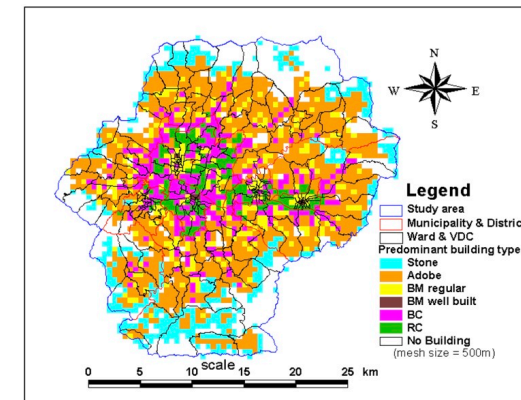 N
W E
S
Legend
Study area
Municipality & Distric
Ward & VDC
Predominant building type
Stone
Adobe
BM regular
BM well built
BC
RC
No Building
(mesh size = 500m)
scale
0 5 10 15 20 25 km